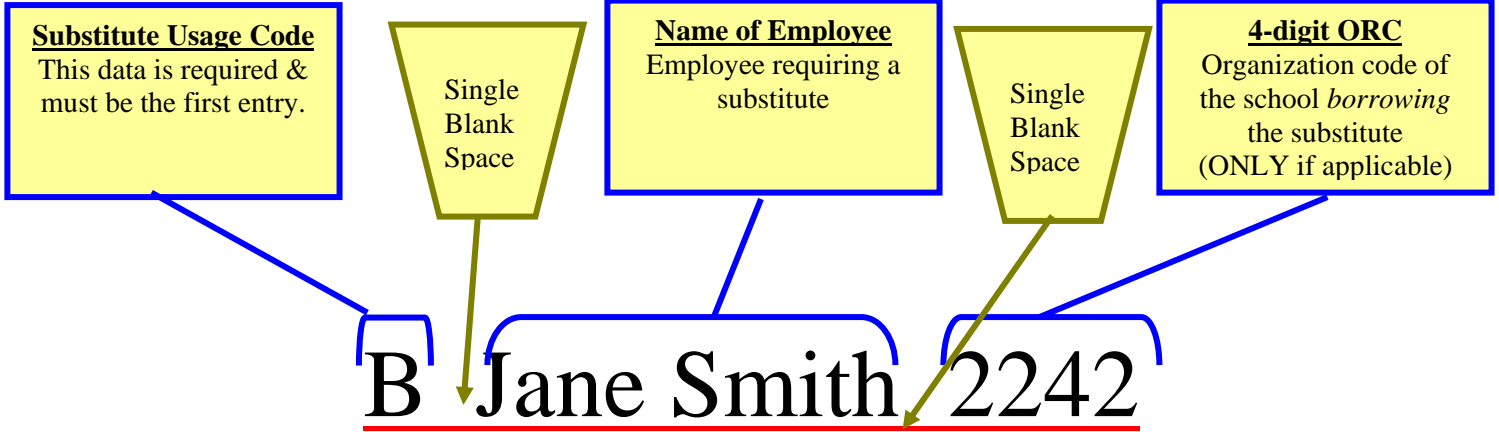 Substitute Usage Code
This data is required &
must be the first entry.
Single
Blank
Space
Name of Employee
Employee requiring a
substitute
Single
Blank
Space
4-digit ORC
Organization code of
the school borrowing
the substitute
(ONLY if applicable)
B Jane Smith 2242